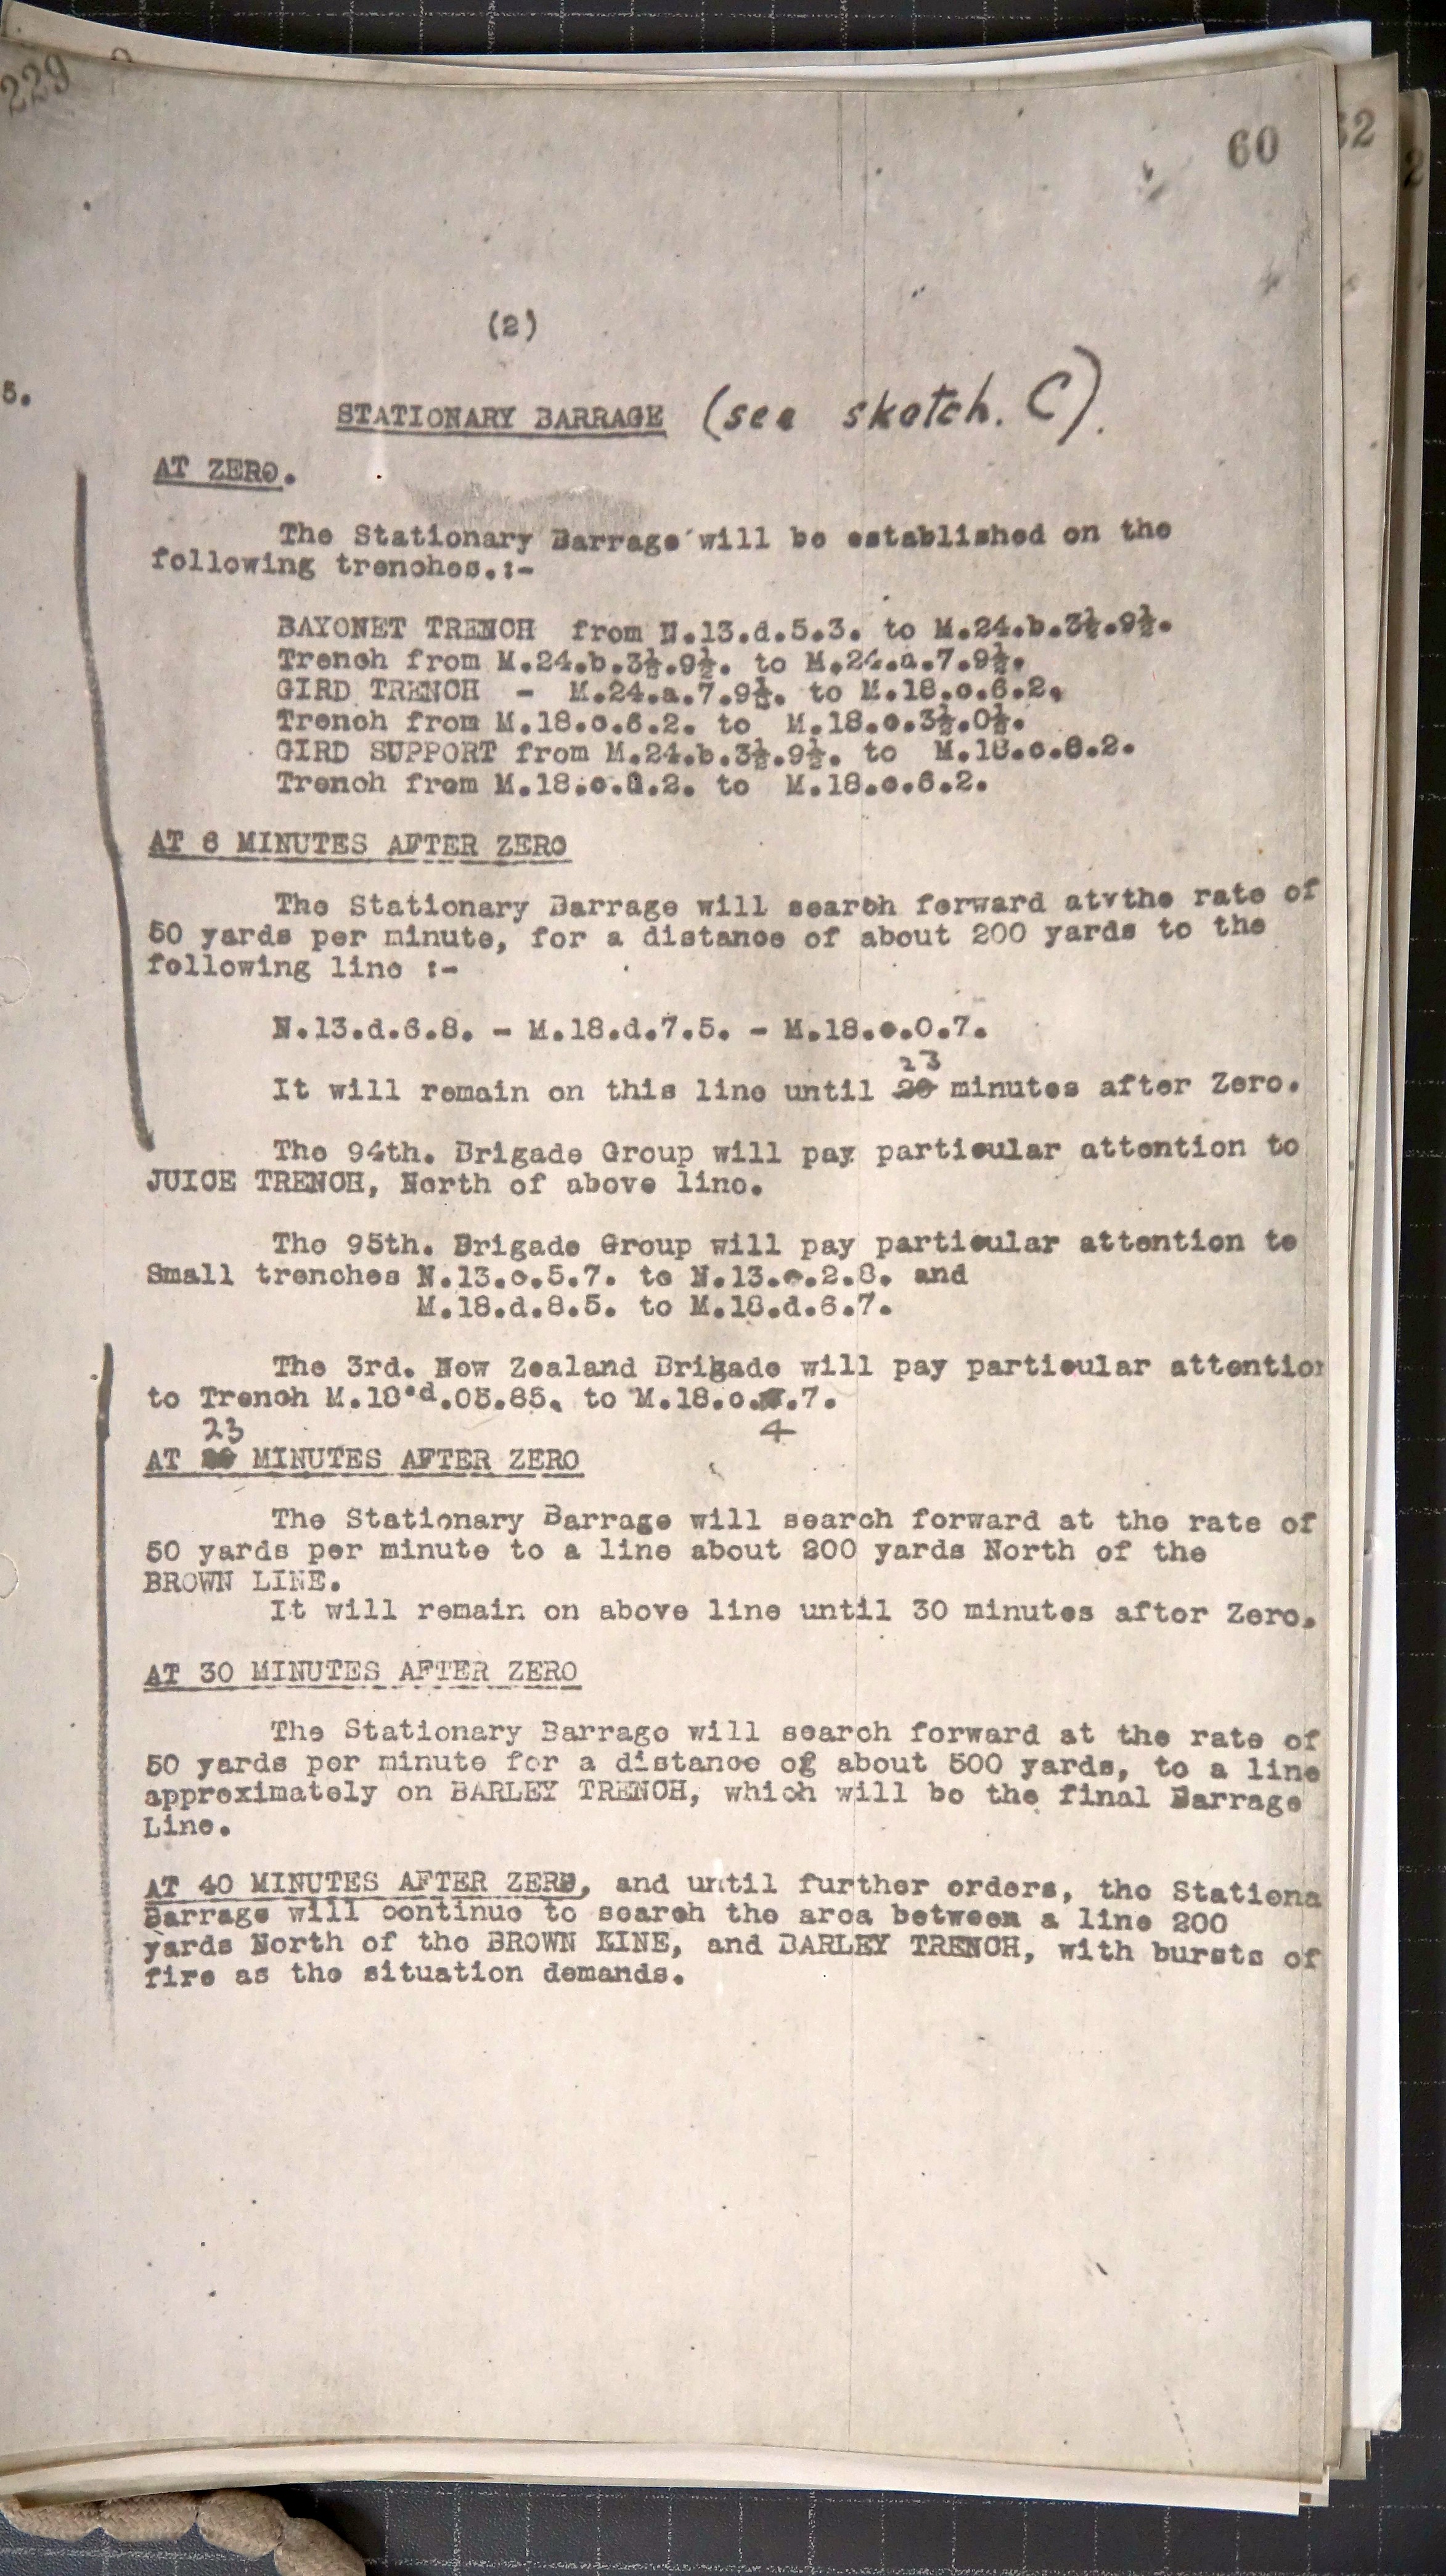 229
60
32
2
(2)
5.
STATIONARY BARRAGE (see sketch. C).
AT ZERO.
The Stationary Barrage will be established on the
following trenches.:-
BAYONET TRENCH from N.13.d.5.3. to M.24.b.3½.9½.
Trench from M.24.b.3½.9½. to M.24.a.7.9½.
GIRD TRENCH - M.24.a.7.9½. to M.18.c.6.2.
Trench from M.18.c.6.2. to M.18.c.3½.0½.
GIRD SUPPORT from M.24.b.3½.9½. to M.18.c.8.2.
Trench from M.18.c.8.2. to M.18.c.6.2.
AT 6 MINUTES AFTER ZERO
The Stationary Barrage will search forward atvthe rate of
50 yards per minute, for a distance of about 200 yards to the
following line :-
N.13.d.6.8. - M.18.d.7.5. - M.18.c.0.7.
23
It will remain on this line until 20 minutes after Zero.
The 94th. Brigade Group will pay particular attention to
JUICE TRENCH, North of above line.
The 95th. Brigade Group will pay particular attention to
Small trenches N.13.c.5.7. to N.13.c.2.8. and
M.18.d.8.5. to M.18.d.6.7.
The 3rd. New Zealand Brigade will pay particular attention
to Trench M.18.d.05.85. to M.18.c. .7.
4
23
AT MINUTES AFTER ZERO
The Stationary Barrage will search forward at the rate of
50 yards per minute to a line about 200 yards North of the
BROWN LINE.
It will remain on above line until 30 minutes after Zero.
AT 30 MINUTES AFTER ZERO
The Stationary Barrage will search forward at the rate of
50 yards per minute for a distance og about 500 yards, to a line
approximately on BARLEY TRENCH, which will be the final Barrage
Line.
AT 40 MINUTES AFTER ZERO, and until further orders, the Stationa
Barrage will continue to search the area between a line 200
yards North of the BROWN LINE, and BARLEY TRENCH, with bursts of
fire as the situation demands.